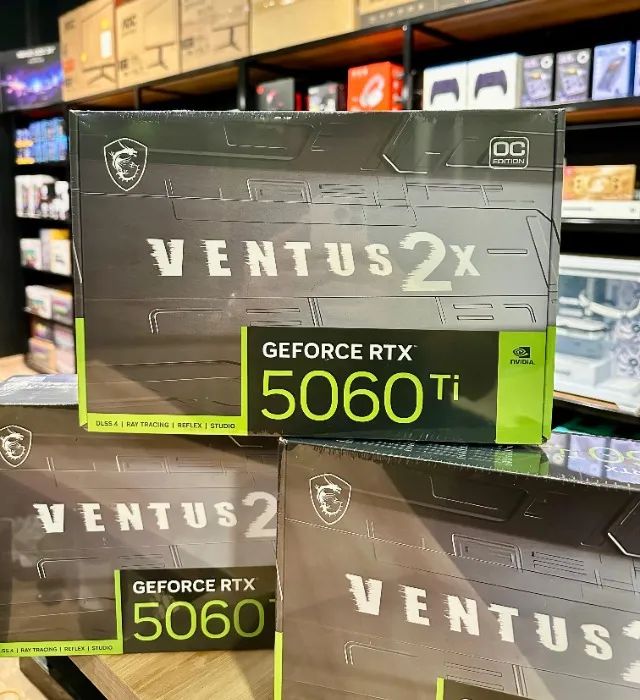 OC
EDITION
VENTUS 2X
GEFORCE RTX™
5060 Ti
NVIDIA
DLSS 4 | RAY TRACING | REFLEX | STUDIO
VENTUS 2
GEFORCE RTX
5060
DLSS 4 | RAY TRACING | REFLEX | STUDIO
VENTUS